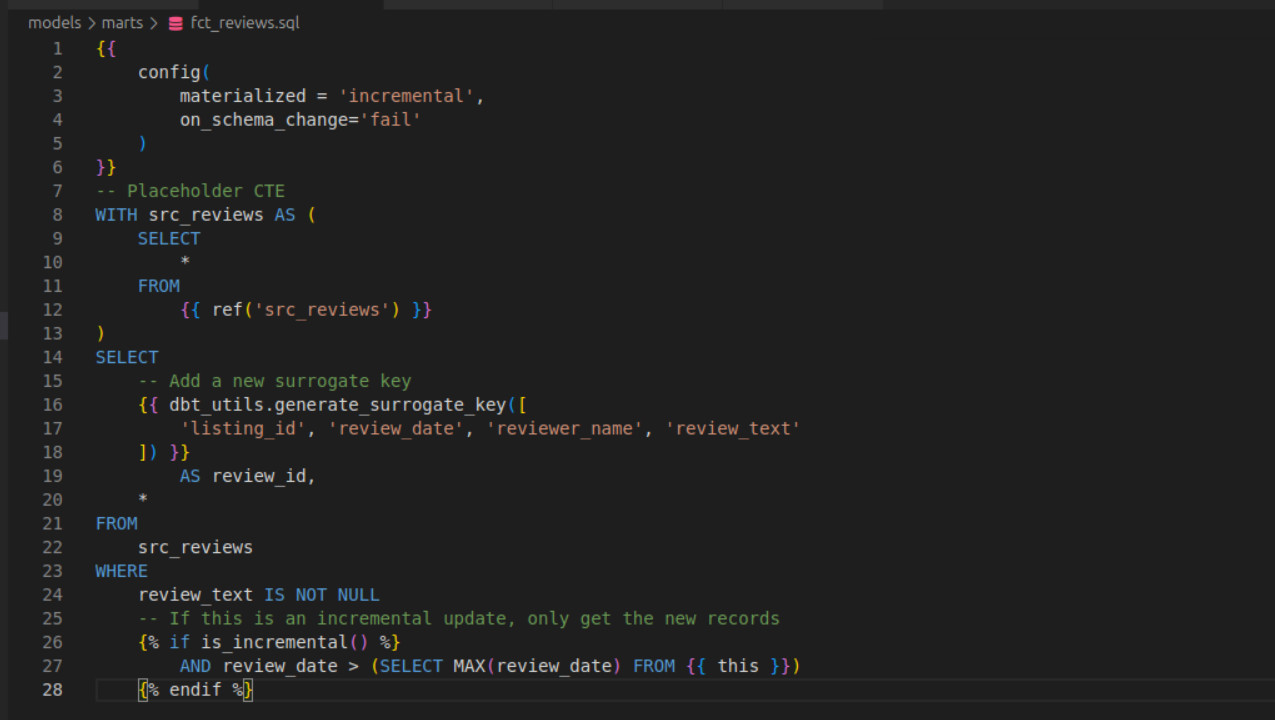 models > marts > fct_reviews.sql
1 {{
2     config(
3         materialized = 'incremental',
4         on_schema_change='fail'
5     )
6 }}
7 -- Placeholder CTE
8 WITH src_reviews AS (
9     SELECT
10         *
11     FROM
12         {{ ref('src_reviews') }}
13 )
14 SELECT
15     -- Add a new surrogate key
16     {{ dbt_utils.generate_surrogate_key([
17         'listing_id', 'review_date', 'reviewer_name', 'review_text'
18     ]) }}
19         AS review_id,
20     *
21 FROM
22     src_reviews
23 WHERE
24     review_text IS NOT NULL
25     -- If this is an incremental update, only get the new records
26     {% if is_incremental() %}
27         AND review_date > (SELECT MAX(review_date) FROM {{ this }})
28     {% endif %}